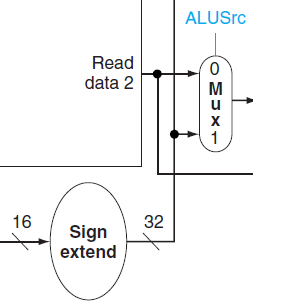 ALUSrc
Read
data 2
0
M
u
x
1
16
32
Sign
extend